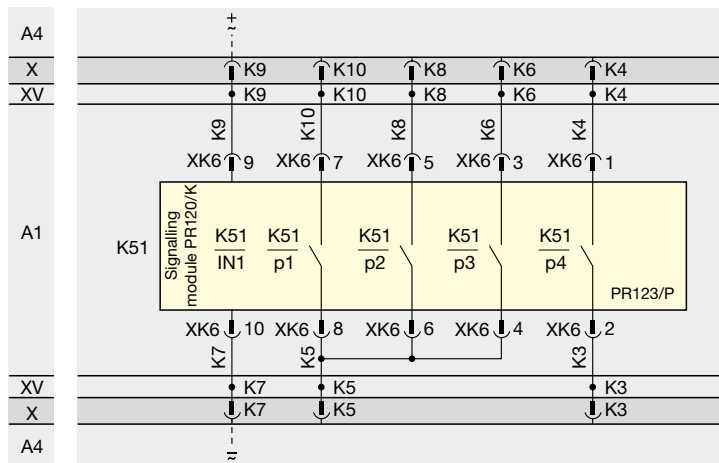 A4
+
~
X K9 K10 K8 K6 K4
XV K9 K10 K8 K6 K4
K9 K10 K8 K6 K4
XK6 9 XK6 7 XK6 5 XK6 3 XK6 1
A1
K51
Signalling
module PR120/K
K51 K51 K51 K51 K51
IN1 p1 p2 p3 p4
PR123/P
XK6 10 XK6 8 XK6 6 XK6 4 XK6 2
K7 K5 K3
XV K7 K5 K3
X K7 K5 K3
A4
–
~